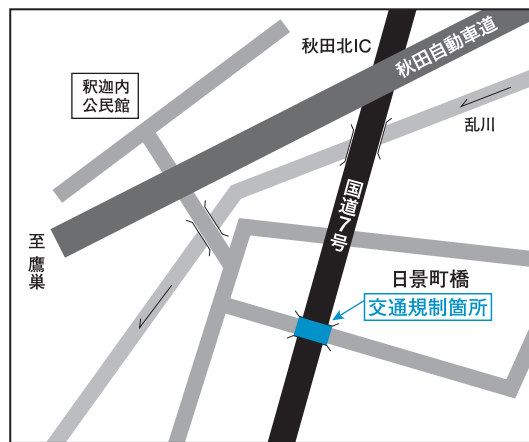 秋田北IC
秋田自動車道
釈迦内
公民館
乱川
国道7号
至 鷹巣
日景町橋
交通規制箇所